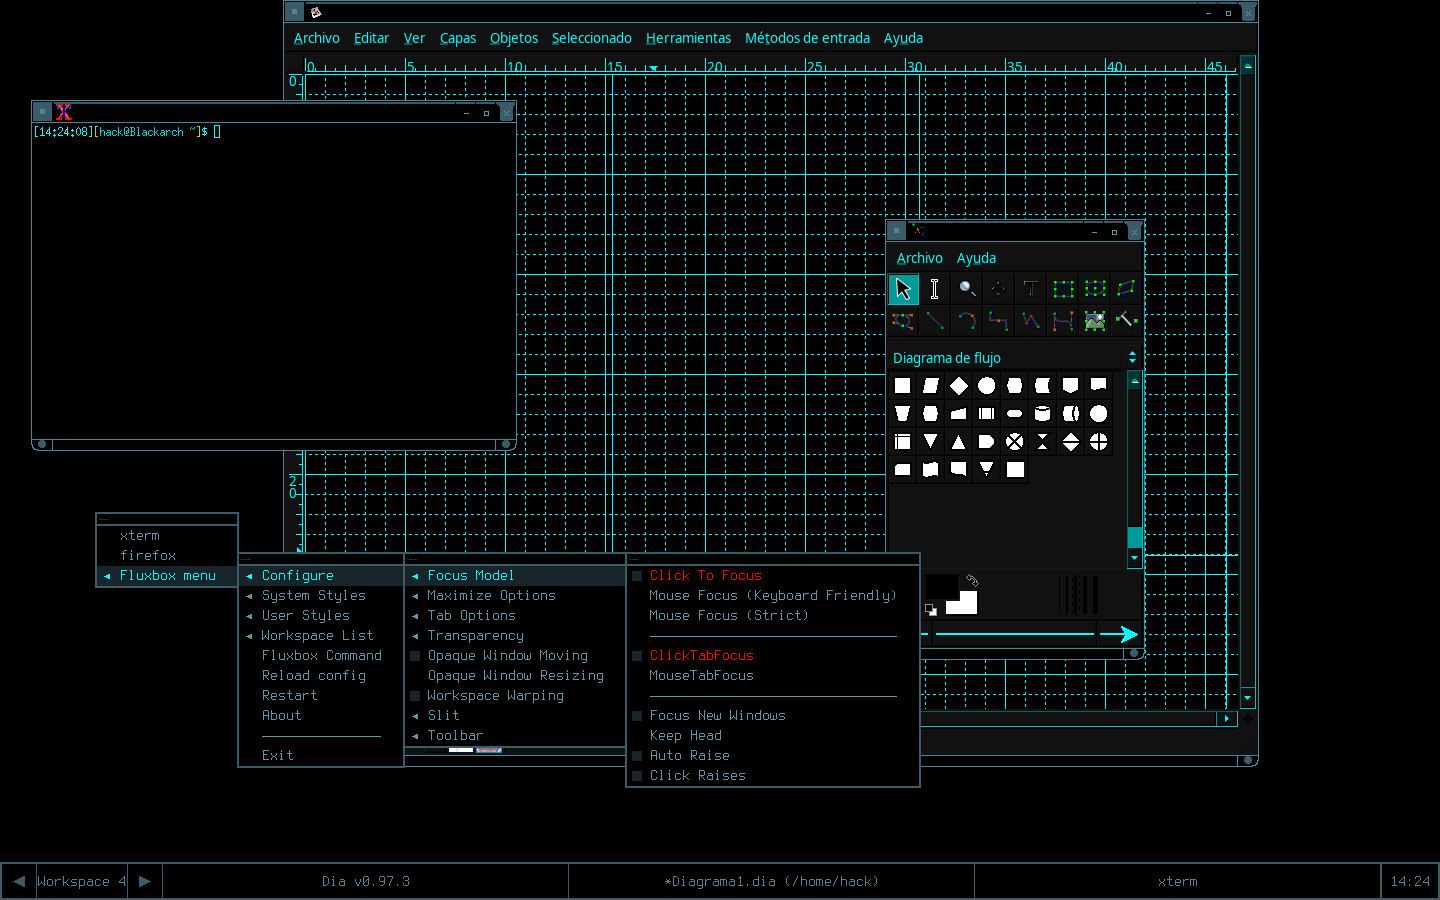 Archivo Editar Ver Capas Objetos Seleccionado Herramientas Métodos de entrada Ayuda
0 5 10 15 20 25 30 35 40 45
0
[14:24:08][hack@Blackarch ~]$
20
Archivo Ayuda
Diagrama de flujo
xterm
firefox
Fluxbox menu
Configure
System Styles
User Styles
Workspace List
Fluxbox Command
Reload config
Restart
About
Exit
Focus Model
Maximize Options
Tab Options
Transparency
Opaque Window Moving
Opaque Window Resizing
Workspace Warping
Slit
Toolbar
Click To Focus
Mouse Focus (Keyboard Friendly)
Mouse Focus (Strict)
ClickTabFocus
MouseTabFocus
Focus New Windows
Keep Head
Auto Raise
Click Raises
Workspace 4 Dia v0.97.3 *Diagrama1.dia (/home/hack) xterm 14:24